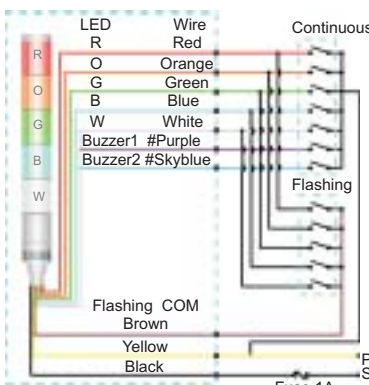 LED Wire
Continuous
R Red
O Orange
G Green
B Blue
W White
Buzzer1 #Purple
Buzzer2 #Skyblue
Flashing
R
O
G
B
W
Flashing COM
Brown
Yellow
Black
P
S
Fuse 1A